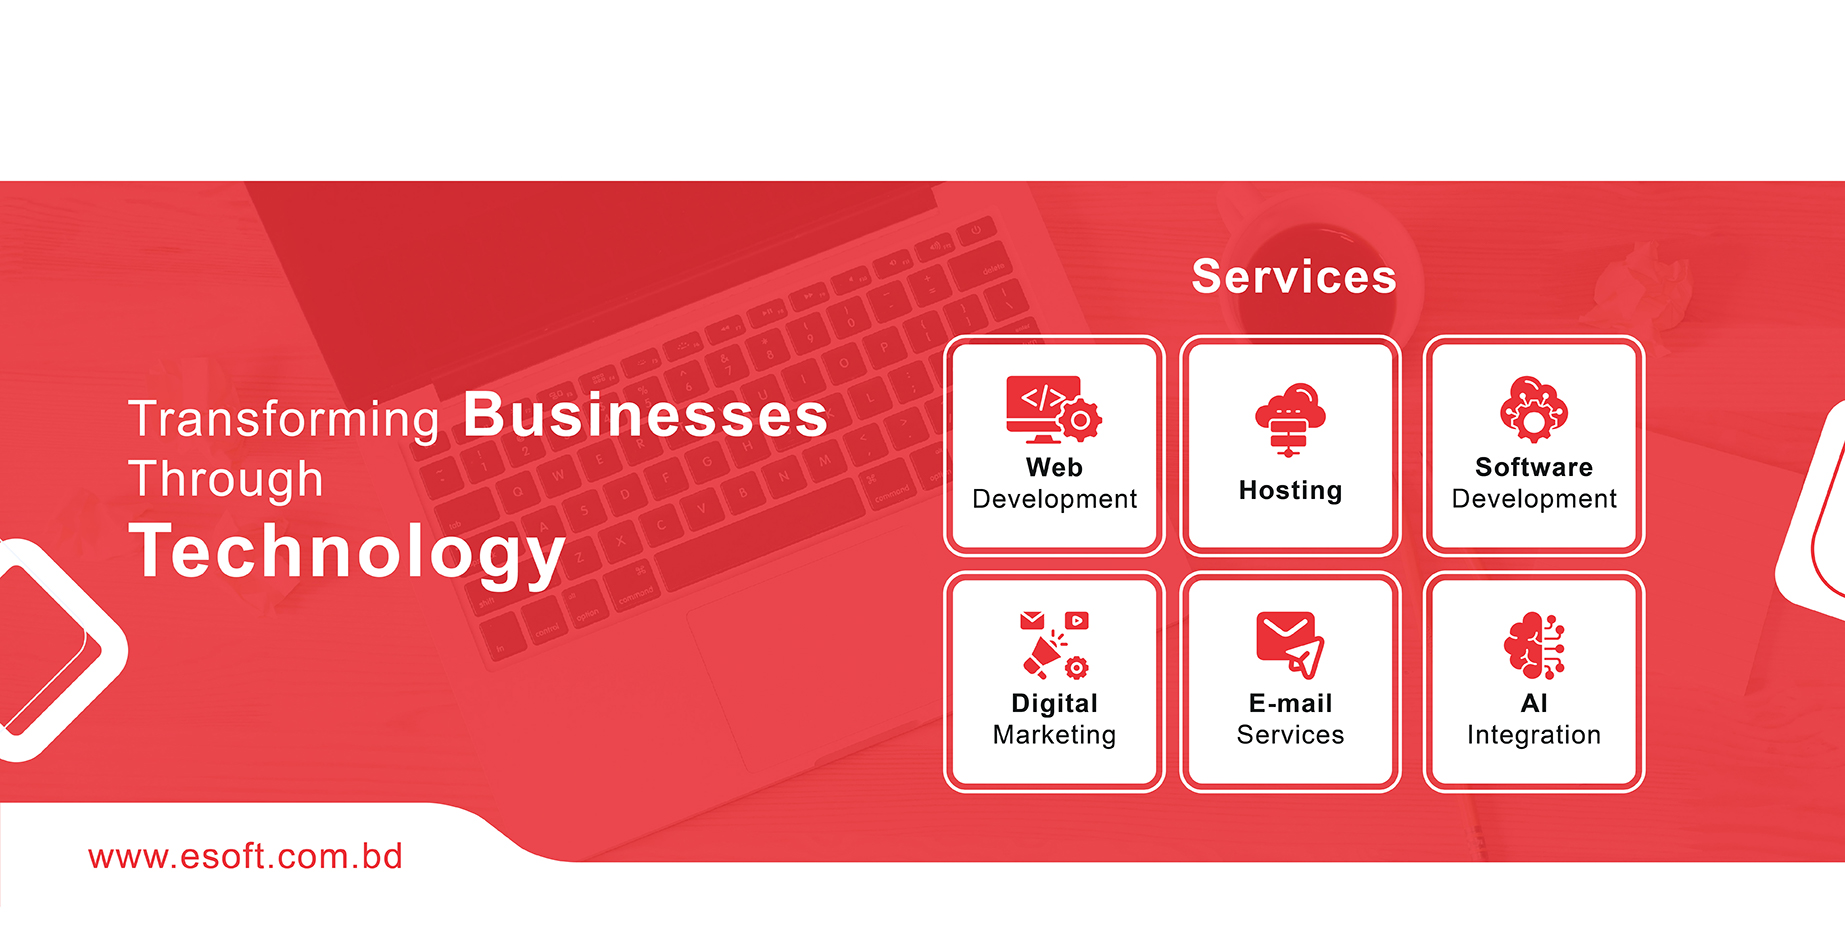 Transforming Businesses
Through
Technology
Services
Web
Development
Hosting
Software
Development
Digital
Marketing
E-mail
Services
AI
Integration
www.esoft.com.bd